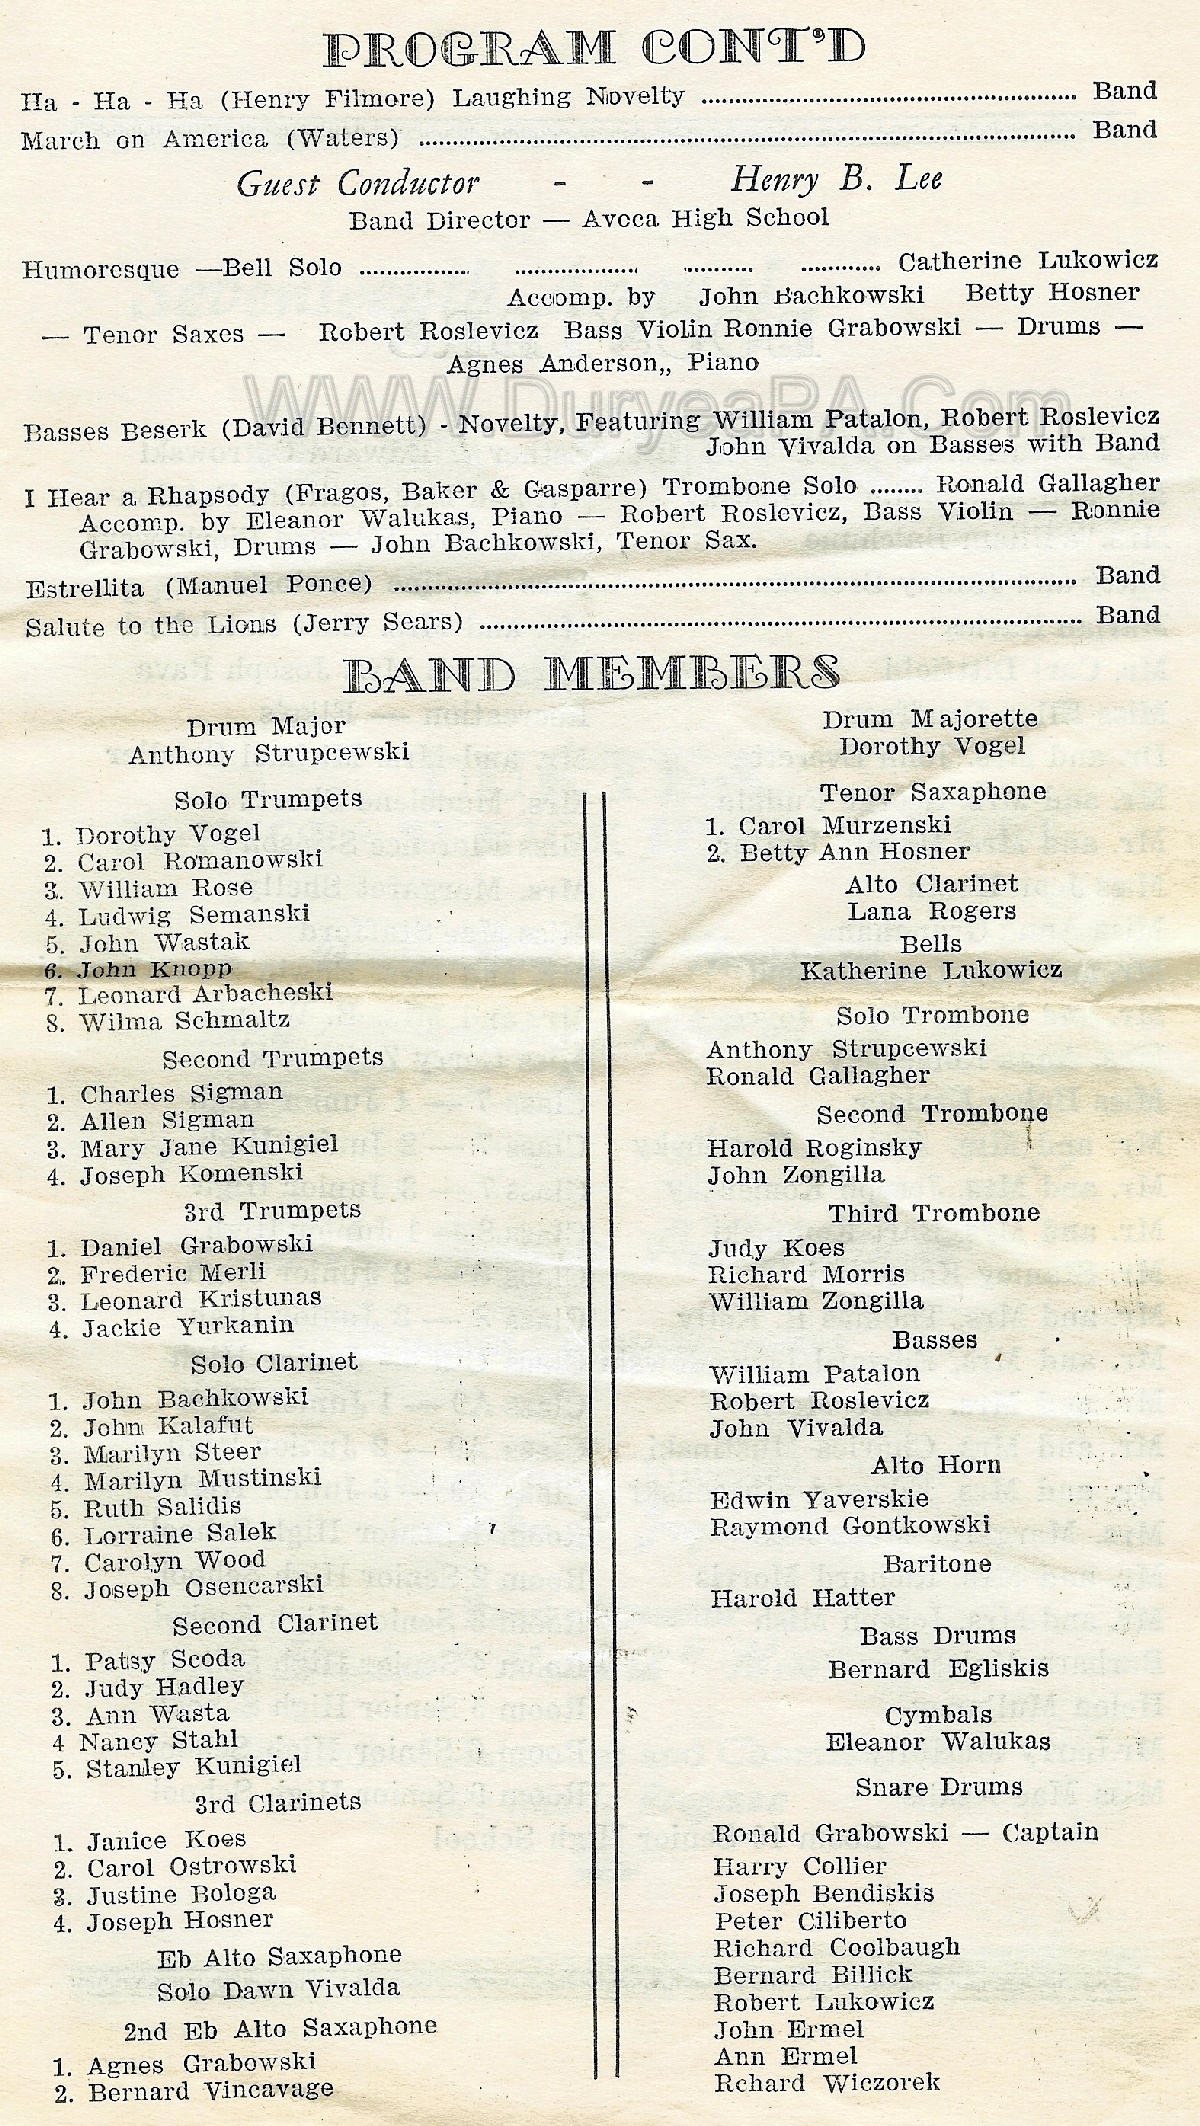 PROGRAM CONT'D
Ha - Ha - Ha (Henry Filmore) Laughing Novelty ........ Band
March on America (Waters) ........ Band
Guest Conductor - - Henry B. Lee
Band Director — Avoca High School
Humoresque —Bell Solo ........ Catherine Lukowicz
Accomp. by John Bachkowski Betty Hosner
— Tenor Saxes — Robert Roslevicz Bass Violin Ronnie Grabowski — Drums —
Agnes Anderson,, Piano
WWW.DuryeaPA.Com
Basses Beserk (David Bennett) - Novelty, Featuring William Patalon, Robert Roslevicz
John Vivalda on Basses with Band
I Hear a Rhapsody (Fragos, Baker & Gasparre) Trombone Solo ........ Ronald Gallagher
Accomp. by Eleanor Walukas, Piano — Robert Roslevicz, Bass Violin — Ronnie
Grabowski, Drums — John Bachkowski, Tenor Sax.
Estrellita (Manuel Ponce) ........ Band
Salute to the Lions (Jerry Sears) ........ Band
BAND MEMBERS
Drum Major
Anthony Strupcewski
Solo Trumpets
1. Dorothy Vogel
2. Carol Romanowski
3. William Rose
4. Ludwig Semanski
5. John Wastak
6. John Knopp
7. Leonard Arbacheski
8. Wilma Schmaltz
Second Trumpets
1. Charles Sigman
2. Allen Sigman
3. Mary Jane Kunigiel
4. Joseph Komenski
3rd Trumpets
1. Daniel Grabowski
2. Frederic Merli
3. Leonard Kristunas
4. Jackie Yurkanin
Solo Clarinet
1. John Bachkowski
2. John Kalafut
3. Marilyn Steer
4. Marilyn Mustinski
5. Ruth Salidis
6. Lorraine Salek
7. Carolyn Wood
8. Joseph Osencarski
Second Clarinet
1. Patsy Scoda
2. Judy Hadley
3. Ann Wasta
4 Nancy Stahl
5. Stanley Kunigiel
3rd Clarinets
1. Janice Koes
2. Carol Ostrowski
3. Justine Bologa
4. Joseph Hosner
Eb Alto Saxaphone
Solo Dawn Vivalda
2nd Eb Alto Saxaphone
1. Agnes Grabowski
2. Bernard Vincavage
Drum Majorette
Dorothy Vogel
Tenor Saxaphone
1. Carol Murzenski
2. Betty Ann Hosner
Alto Clarinet
Lana Rogers
Bells
Katherine Lukowicz
Solo Trombone
Anthony Strupcewski
Ronald Gallagher
Second Trombone
Harold Roginsky
John Zongilla
Third Trombone
Judy Koes
Richard Morris
William Zongilla
Basses
William Patalon
Robert Roslevicz
John Vivalda
Alto Horn
Edwin Yaverskie
Raymond Gontkowski
Baritone
Harold Hatter
Bass Drums
Bernard Egliskis
Cymbals
Eleanor Walukas
Snare Drums
Ronald Grabowski — Captain
Harry Collier
Joseph Bendiskis
Peter Ciliberto
Richard Coolbaugh
Bernard Billick
Robert Lukowicz
John Ermel
Ann Ermel
Rchard Wiczorek